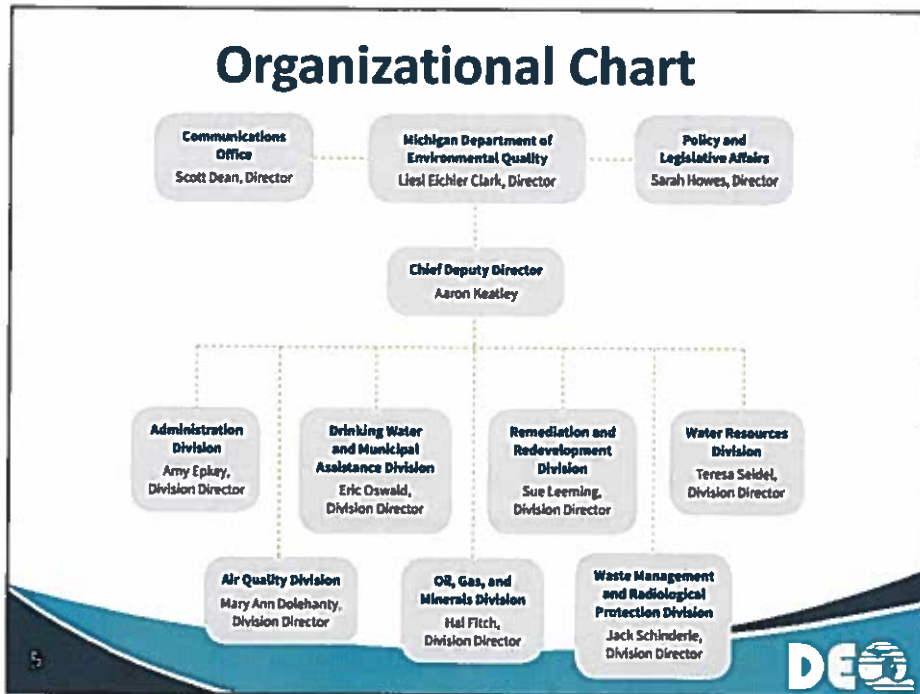 Organizational Chart
Communications
Office
Scott Dean, Director
Michigan Department of
Environmental Quality
Liesl Eichler Clark, Director
Policy and
Legislative Affairs
Sarah Howes, Director
Chief Deputy Director
Aaron Keatley
Administration
Division
Amy Epkey,
Division Director
Drinking Water
and Municipal
Assistance Division
Eric Oswald,
Division Director
Remediation and
Redevelopment
Division
Sue Leeming,
Division Director
Water Resources
Division
Teresa Seidel,
Division Director
Air Quality Division
Mary Ann Dolehanty,
Division Director
Oil, Gas, and
Minerals Division
Hal Fitch,
Division Director
Waste Management
and Radiological
Protection Division
Jack Schinderle,
Division Director
5
DEQ